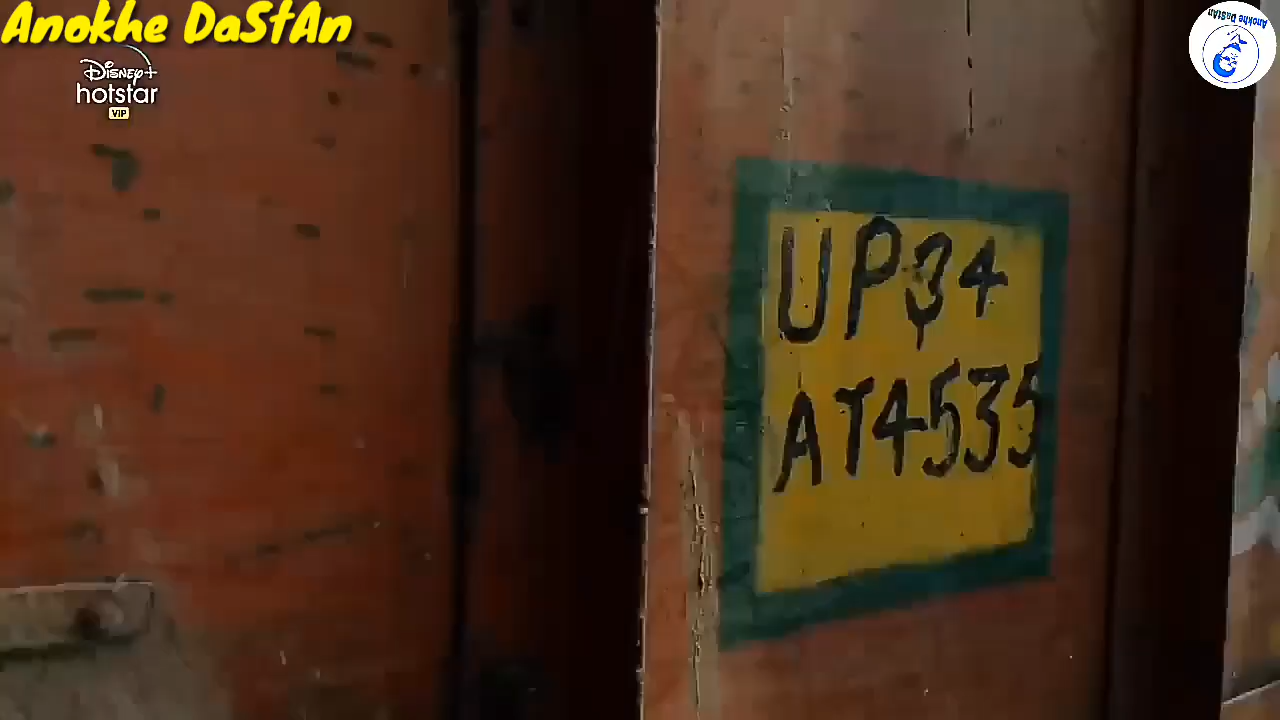 Anokhe DaStAn
Disney+
hotstar
VIP
Anokhe DaStAn
UP34
AT4535